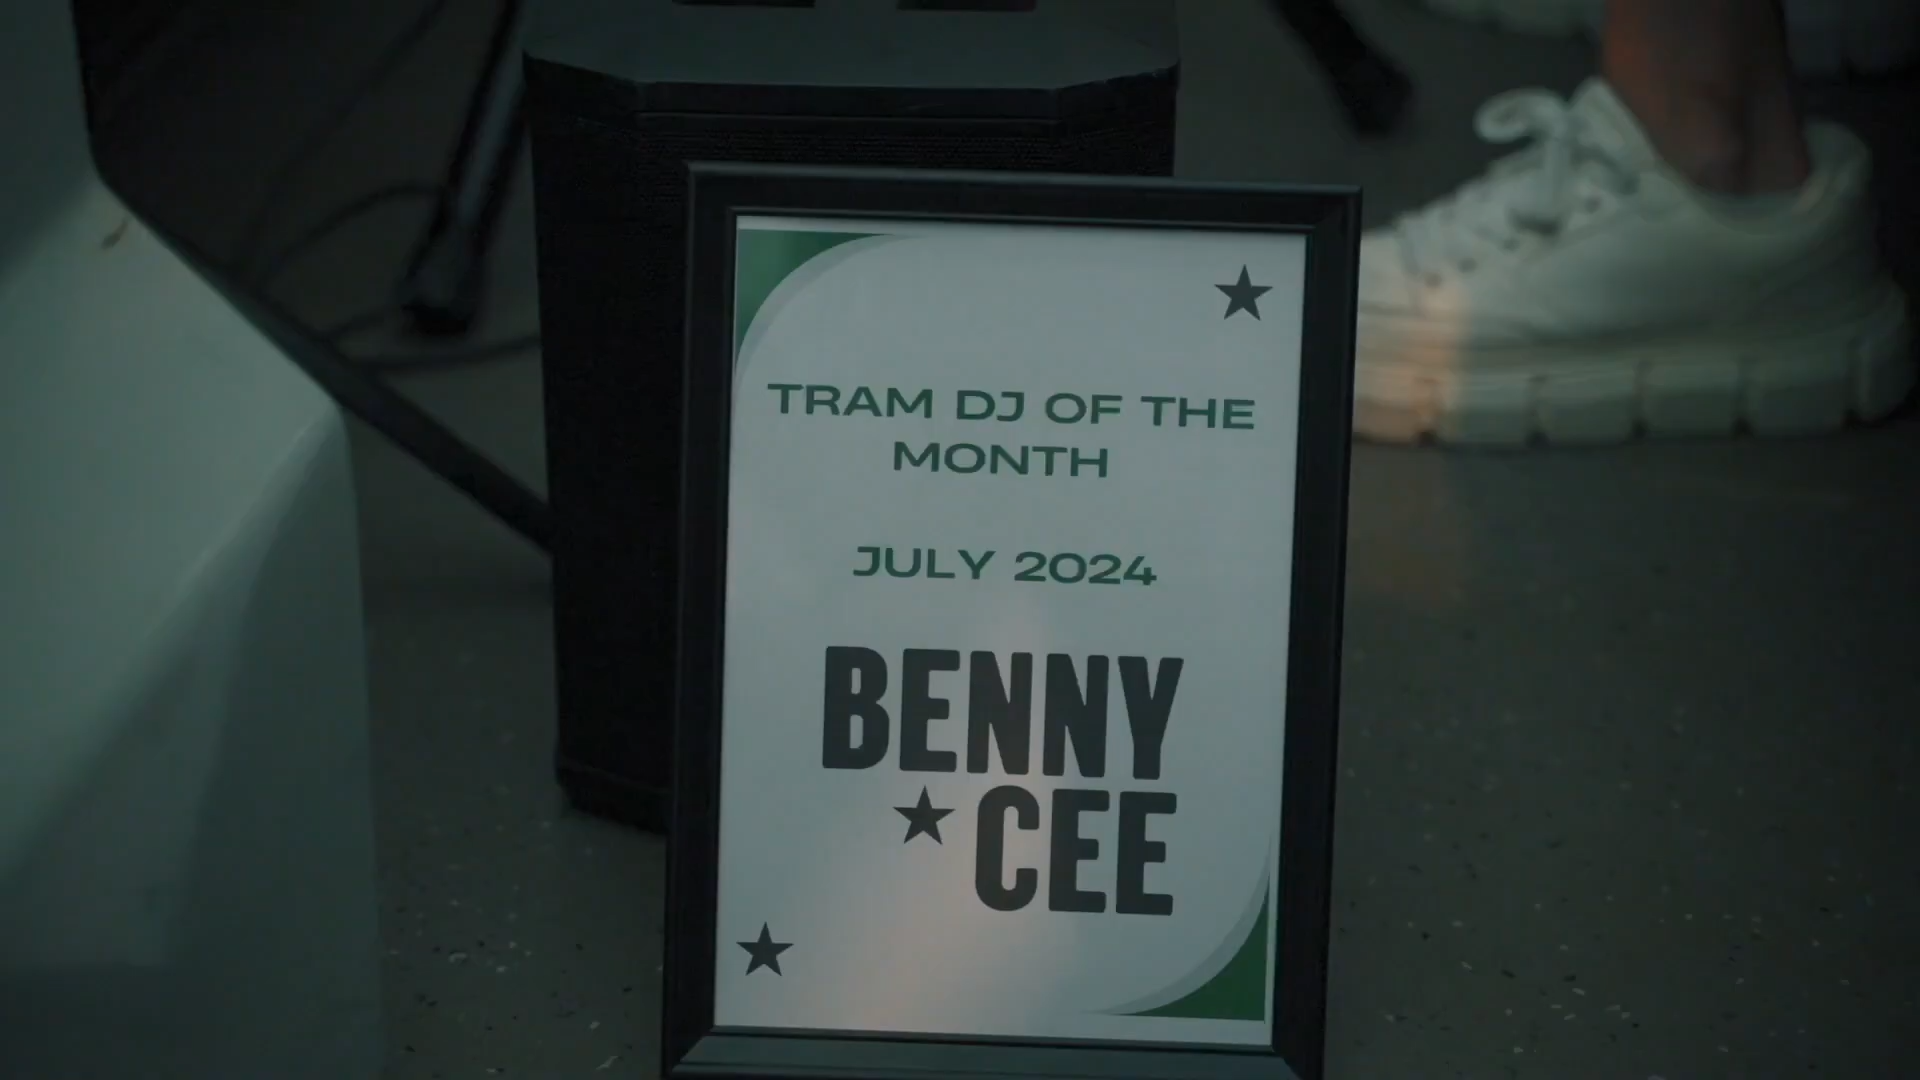 TRAM DJ OF THE
MONTH
JULY 2024
BENNY
CEE